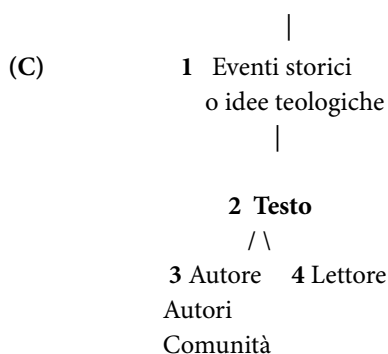 |
(C) 1 Eventi storici
o idee teologiche
|
2 Testo
/ \
3 Autore 4 Lettore
Autori
Comunità